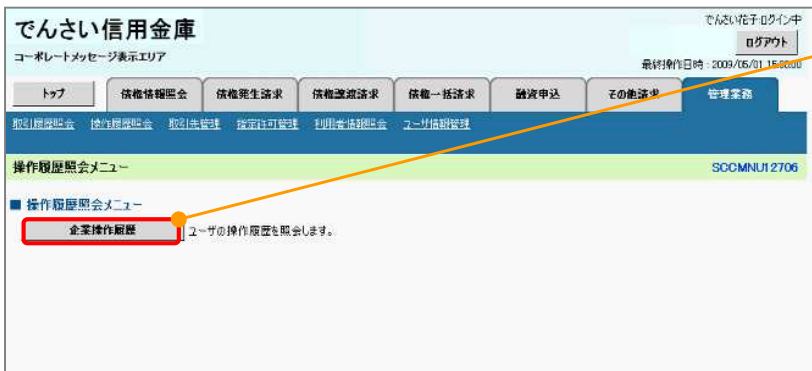 でんさい信用金庫
でんさい花子:ログイン中
ログアウト
コーポレートメッセージ表示エリア
最終操作日時:2009/05/01 15:00:00
トップ 債権情報照会 債権発生請求 債権譲渡請求 債権一括請求 融資申込 その他請求 管理業務
取引履歴照会 操作履歴照会 取引先管理 指定許可管理 利用者情報照会 ユーザ情報管理
操作履歴照会メニュー SCCMNU12706
■ 操作履歴照会メニュー
企業操作履歴 ユーザの操作履歴を照会します。